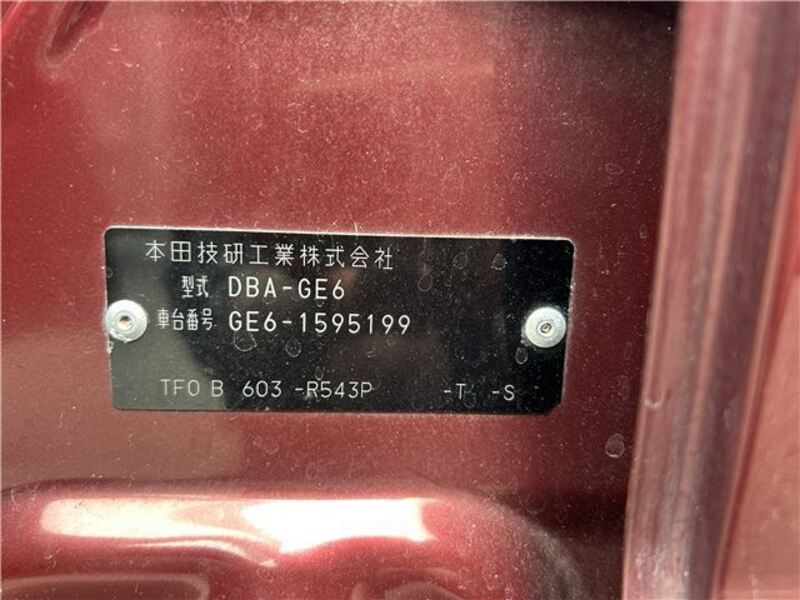 本田技研工業株式会社
型式 DBA-GE6
車台番号 GE6-1595199
TF0 B 603 -R543P -T -S